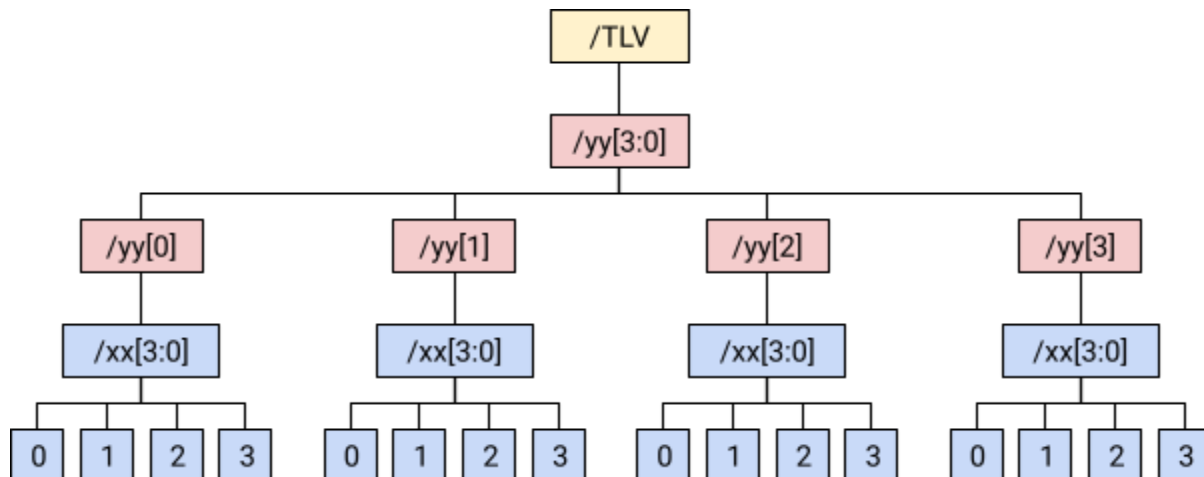 /TLV
/yy[3:0]
/yy[0] /yy[1] /yy[2] /yy[3]
/xx[3:0] /xx[3:0] /xx[3:0] /xx[3:0]
0 1 2 3 0 1 2 3 0 1 2 3 0 1 2 3